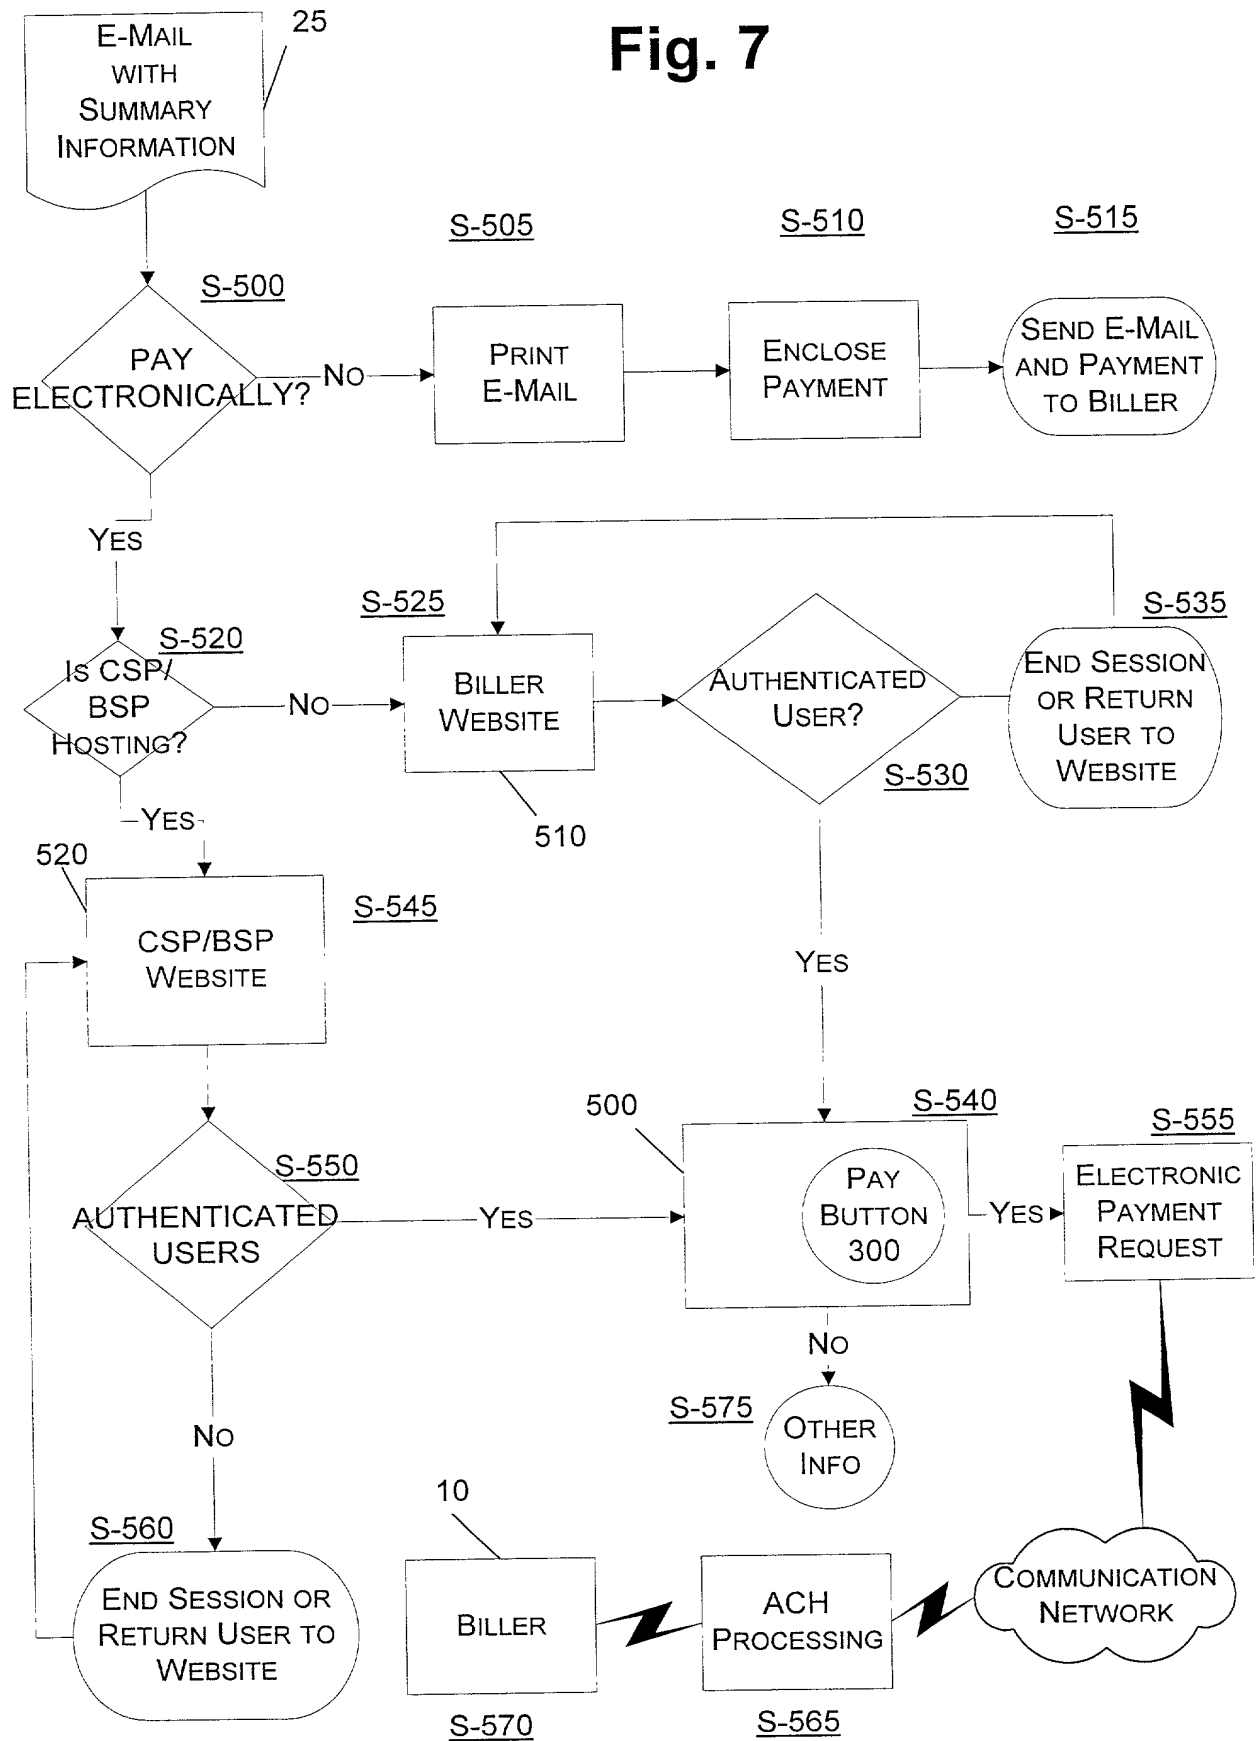 Fig. 7
25
E-MAIL
WITH
SUMMARY
INFORMATION
S-500
S-505
S-510
S-515
PAY
ELECTRONICALLY?
NO
PRINT
E-MAIL
ENCLOSE
PAYMENT
SEND E-MAIL
AND PAYMENT
TO BILLER
YES
S-520
IS CSP/
BSP
HOSTING?
NO
S-525
BILLER
WEBSITE
510
AUTHENTICATED
USER?
S-530
S-535
END SESSION
OR RETURN
USER TO
WEBSITE
YES
520
S-545
CSP/BSP
WEBSITE
YES
S-550
AUTHENTICATED
USERS
YES
500
S-540
PAY
BUTTON
300
YES
S-555
ELECTRONIC
PAYMENT
REQUEST
NO
S-575
OTHER
INFO
NO
S-560
END SESSION OR
RETURN USER TO
WEBSITE
10
BILLER
S-570
ACH
PROCESSING
S-565
COMMUNICATION
NETWORK